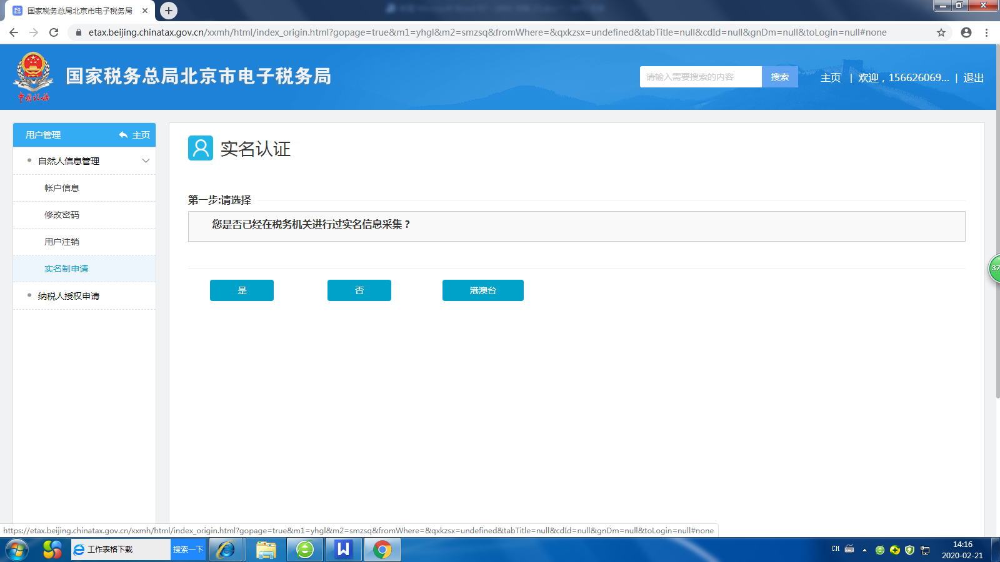 国家税务总局北京市电子税务局
etax.beijing.chinatax.gov.cn/xxmh/html/index_origin.html?gopage=true&m1=yhgl&m2=smzsq&fromWhere=&qxkzsx=undefined&tabTitle=null&cdId=null&gnDm=null&toLogin=null#none
中国税务
国家税务总局北京市电子税务局
请输入需要搜索的内容 搜索
主页 | 欢迎，156626069... | 退出
用户管理 主页
自然人信息管理
帐户信息
修改密码
用户注销
实名制申请
纳税人授权申请
实名认证
第一步:请选择
您是否已经在税务机关进行过实名信息采集？
是 否 港澳台
37
https://etax.beijing.chinatax.gov.cn/xxmh/html/index_origin.html?gopage=true&m1=yhgl&m2=smzsq&fromWhere=&qxkzsx=undefined&tabTitle=null&cdId=null&gnDm=null&toLogin=null#none
工作表格下载 搜索一下
CH
14:16
2020-02-21